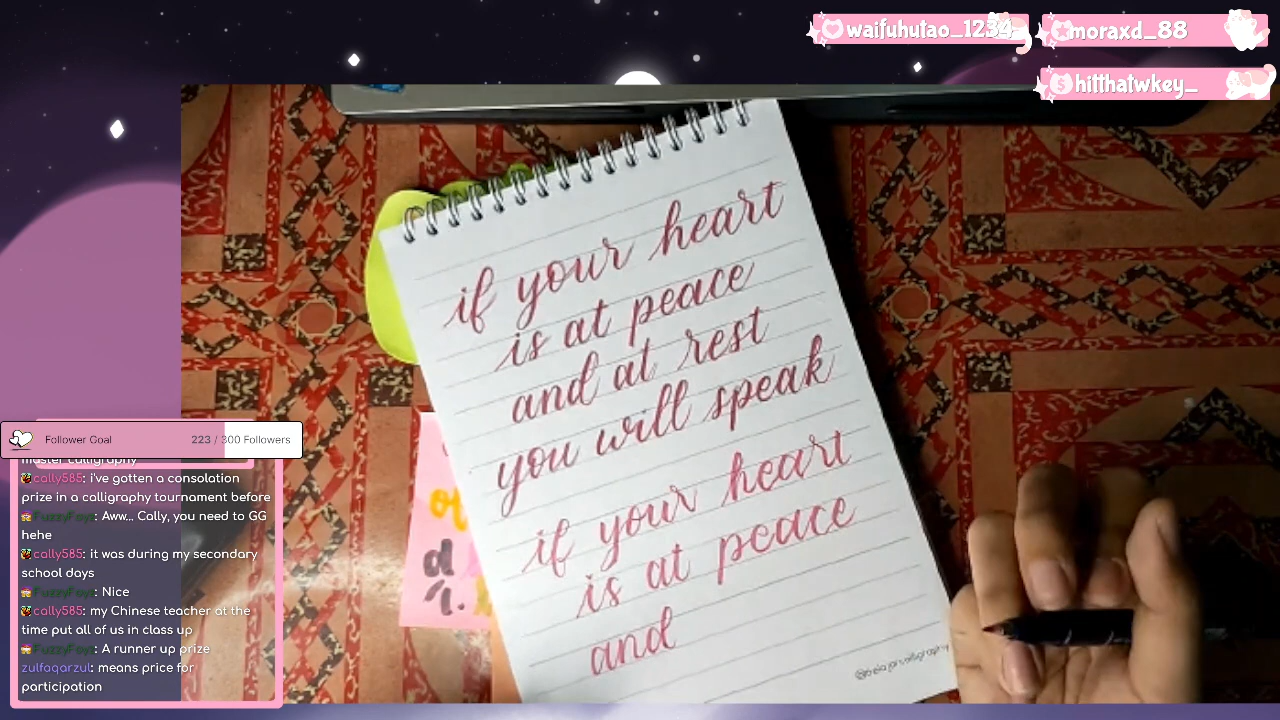 waifuhutao_1234
moraxd_88
hitthatwkey_
if your heart
is at peace
and at rest
you will speak
if your heart
is at peace
and
Follower Goal 223 / 300 Followers
master calligraphy
cally585: i've gotten a consolation
prize in a calligraphy tournament before
FuzzyFoyz: Aww... Cally, you need to GG
hehe
cally585: it was during my secondary
school days
FuzzyFoyz: Nice
cally585: my Chinese teacher at the
time put all of us in class up
FuzzyFoyz: A runner up prize
zulfaqarzul: means price for
participation